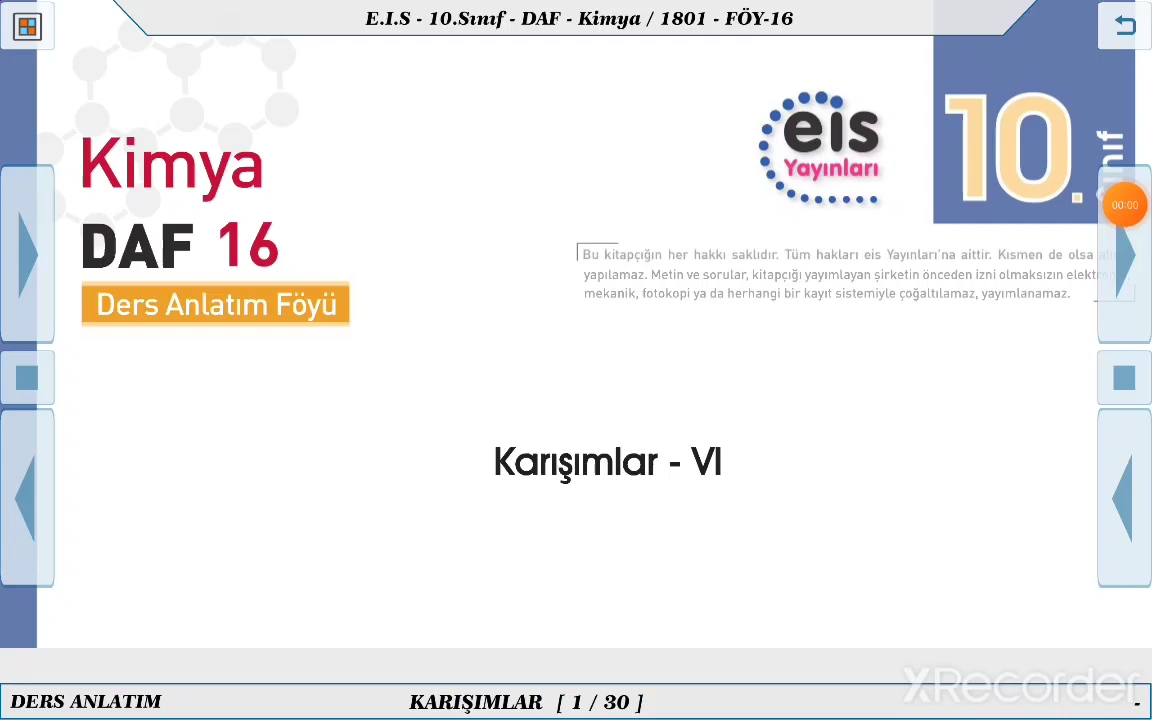 E.I.S - 10.Sınıf - DAF - Kimya / 1801 - FÖY-16
eis
Yayınları
10.
Kimya
DAF 16
Ders Anlatım Föyü
00:00
Bu kitapçığın her hakkı saklıdır. Tüm hakları eis Yayınları'na aittir. Kısmen de olsa
yapılamaz. Metin ve sorular, kitapçığı yayımlayan şirketin önceden izni olmaksızın
mekanik, fotokopi ya da herhangi bir kayıt sistemiyle çoğaltılamaz, yayımlanamaz.
Karışımlar - VI
XRecorder
DERS ANLATIM
KARIŞIMLAR [ 1 / 30 ]
-